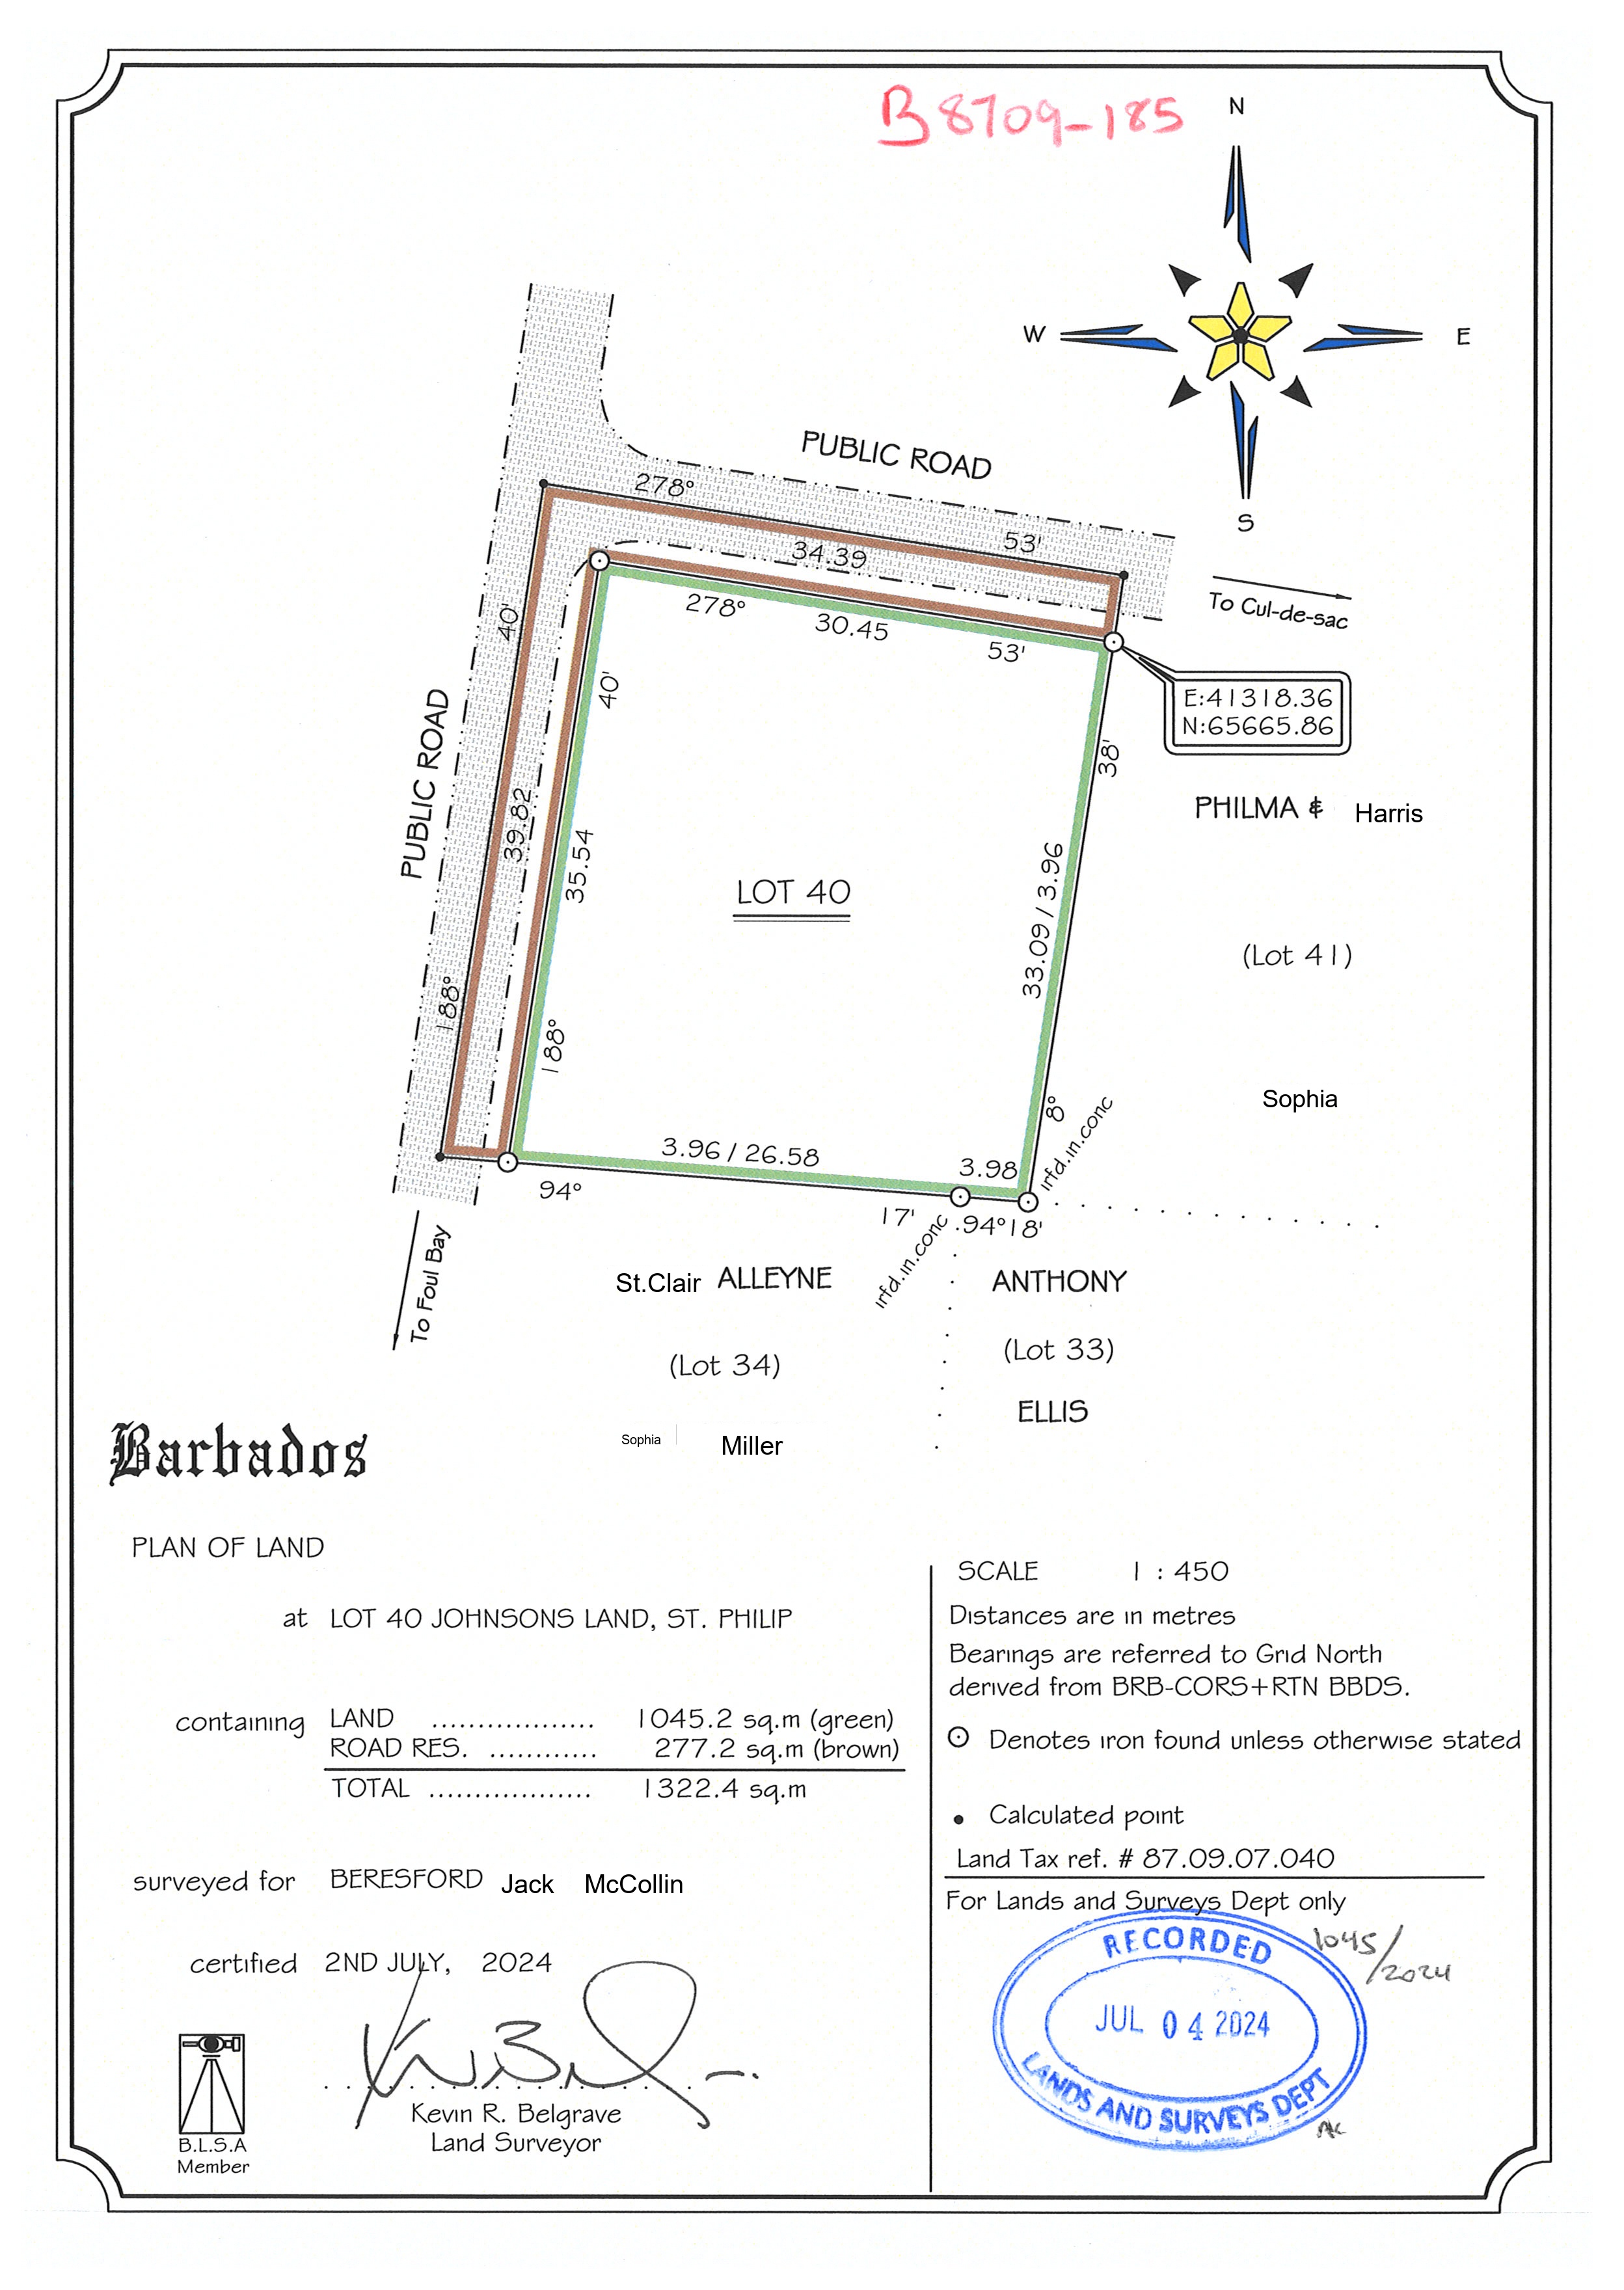 B8709-185
N
W
E
S
PUBLIC ROAD
278°
53'
34.39
To Cul-de-sac
278°
30.45
53'
40'
40'
E:41318.36
N:65665.86
38'
PUBLIC ROAD
39.82
35.54
33.09 / 3.96
PHILMA & Harris
LOT 40
(Lot 41)
188°
188°
Sophia
8°
irfd.in.conc
3.96 / 26.58
3.98
94°
17'
94°18'
irfd.in.conc
To Foul Bay
St.Clair ALLEYNE
ANTHONY
(Lot 34)
(Lot 33)
ELLIS
Sophia Miller
Barbados
PLAN OF LAND
at LOT 40 JOHNSONS LAND, ST. PHILIP
containing LAND .................. 1045.2 sq.m (green)
ROAD RES. ............ 277.2 sq.m (brown)
TOTAL .................. 1322.4 sq.m
surveyed for BERESFORD Jack McCollin
certified 2ND JULY, 2024
Kevin R. Belgrave
Land Surveyor
B.L.S.A
Member
SCALE 1 : 450
Distances are in metres
Bearings are referred to Grid North
derived from BRB-CORS+RTN BBDS.
Denotes iron found unless otherwise stated
Calculated point
Land Tax ref. # 87.09.07.040
For Lands and Surveys Dept only
RECORDED
1045/2024
JUL 04 2024
LANDS AND SURVEYS DEPT